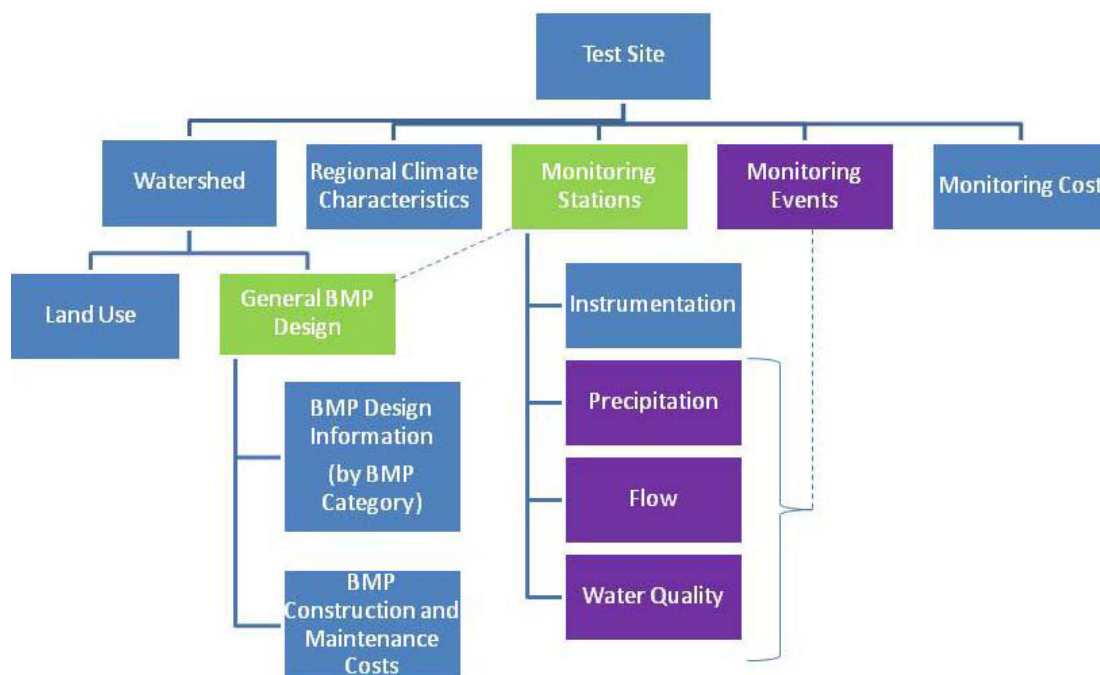 Test Site
Watershed
Regional Climate
Characteristics
Monitoring
Stations
Monitoring
Events
Monitoring Cost
Land Use
General BMP
Design
Instrumentation
Precipitation
Flow
Water Quality
BMP Design
Information
(by BMP
Category)
BMP
Construction and
Maintenance
Costs